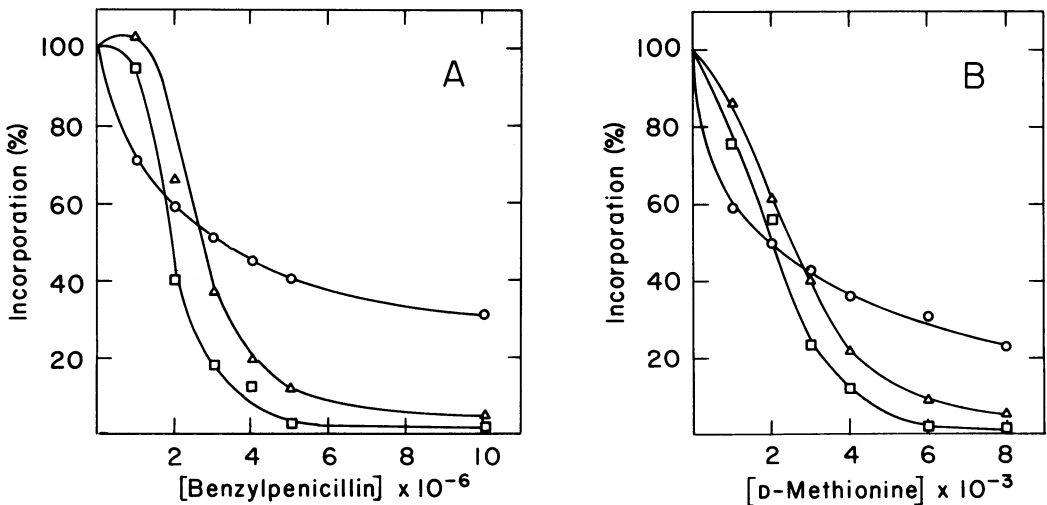 A
100
80
60
40
20
Incorporation (%)
2 4 6 8 10
[Benzylpenicillin] x 10⁻⁶
B
100
80
60
40
20
Incorporation (%)
2 4 6 8
[D-Methionine] x 10⁻³